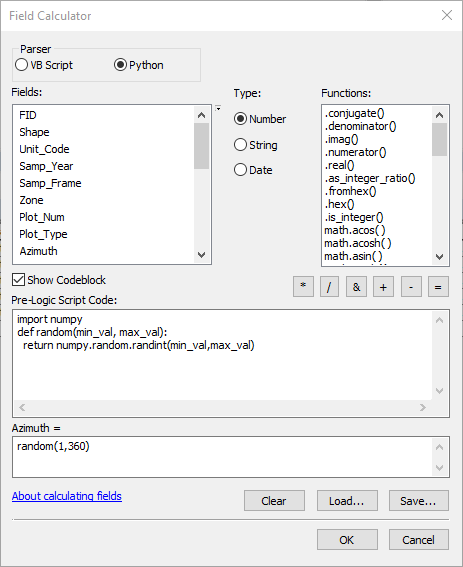 Field Calculator
Parser
VB Script Python
Fields: Type: Functions:
FID
Shape
Unit_Code
Samp_Year
Samp_Frame
Zone
Plot_Num
Plot_Type
Azimuth
Number
String
Date
.conjugate()
.denominator()
.imag()
.numerator()
.real()
.as_integer_ratio()
.fromhex()
.hex()
.is_integer()
math.acos( )
math.acosh( )
math.asin( )
Show Codeblock
* / & + - =
Pre-Logic Script Code:
import numpy
def random(min_val, max_val):
return numpy.random.randint(min_val,max_val)
Azimuth =
random(1,360)
About calculating fields
Clear Load... Save...
OK Cancel